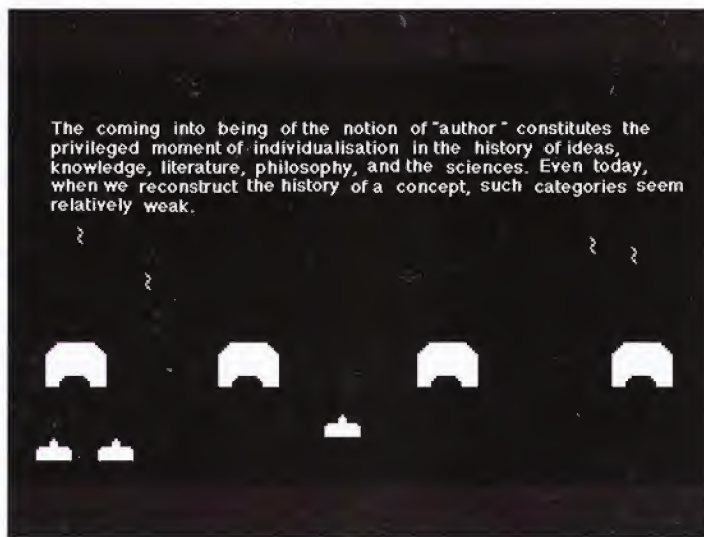 The coming into being of the notion of "author" constitutes the
privileged moment of individualisation in the history of ideas,
knowledge, literature, philosophy, and the sciences. Even today,
when we reconstruct the history of a concept, such categories seem
relatively weak.